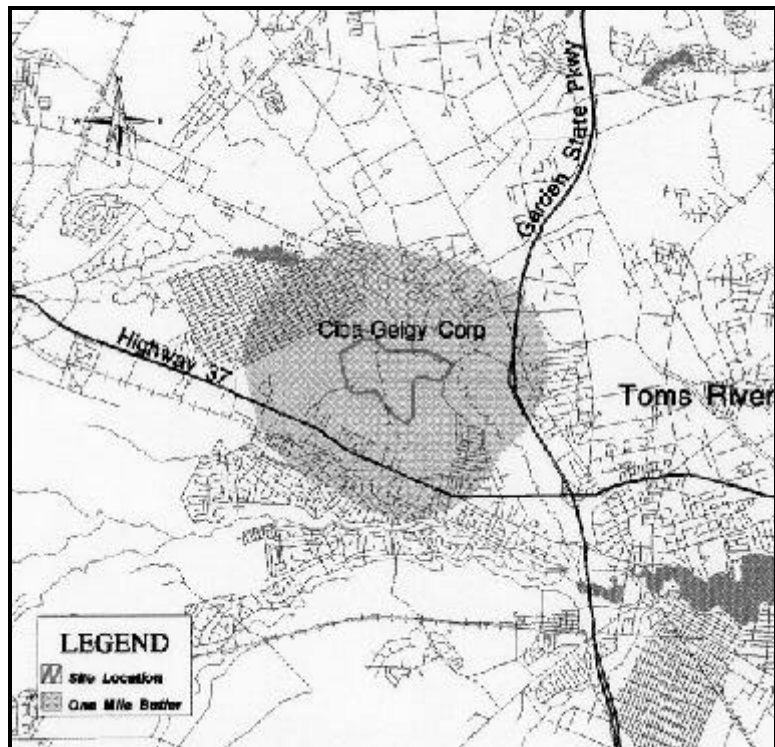 Garden State Pkwy
Ciba Geigy Corp
Highway 37
Toms River
LEGEND
Site Location
One Mile Buffer